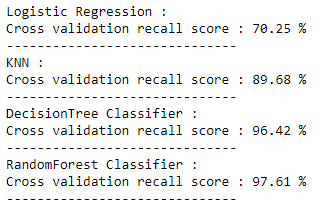 Logistic Regression :
Cross validation recall score : 70.25 %
------------------------------
KNN :
Cross validation recall score : 89.68 %
------------------------------
DecisionTree Classifier :
Cross validation recall score : 96.42 %
------------------------------
RandomForest Classifier :
Cross validation recall score : 97.61 %
------------------------------